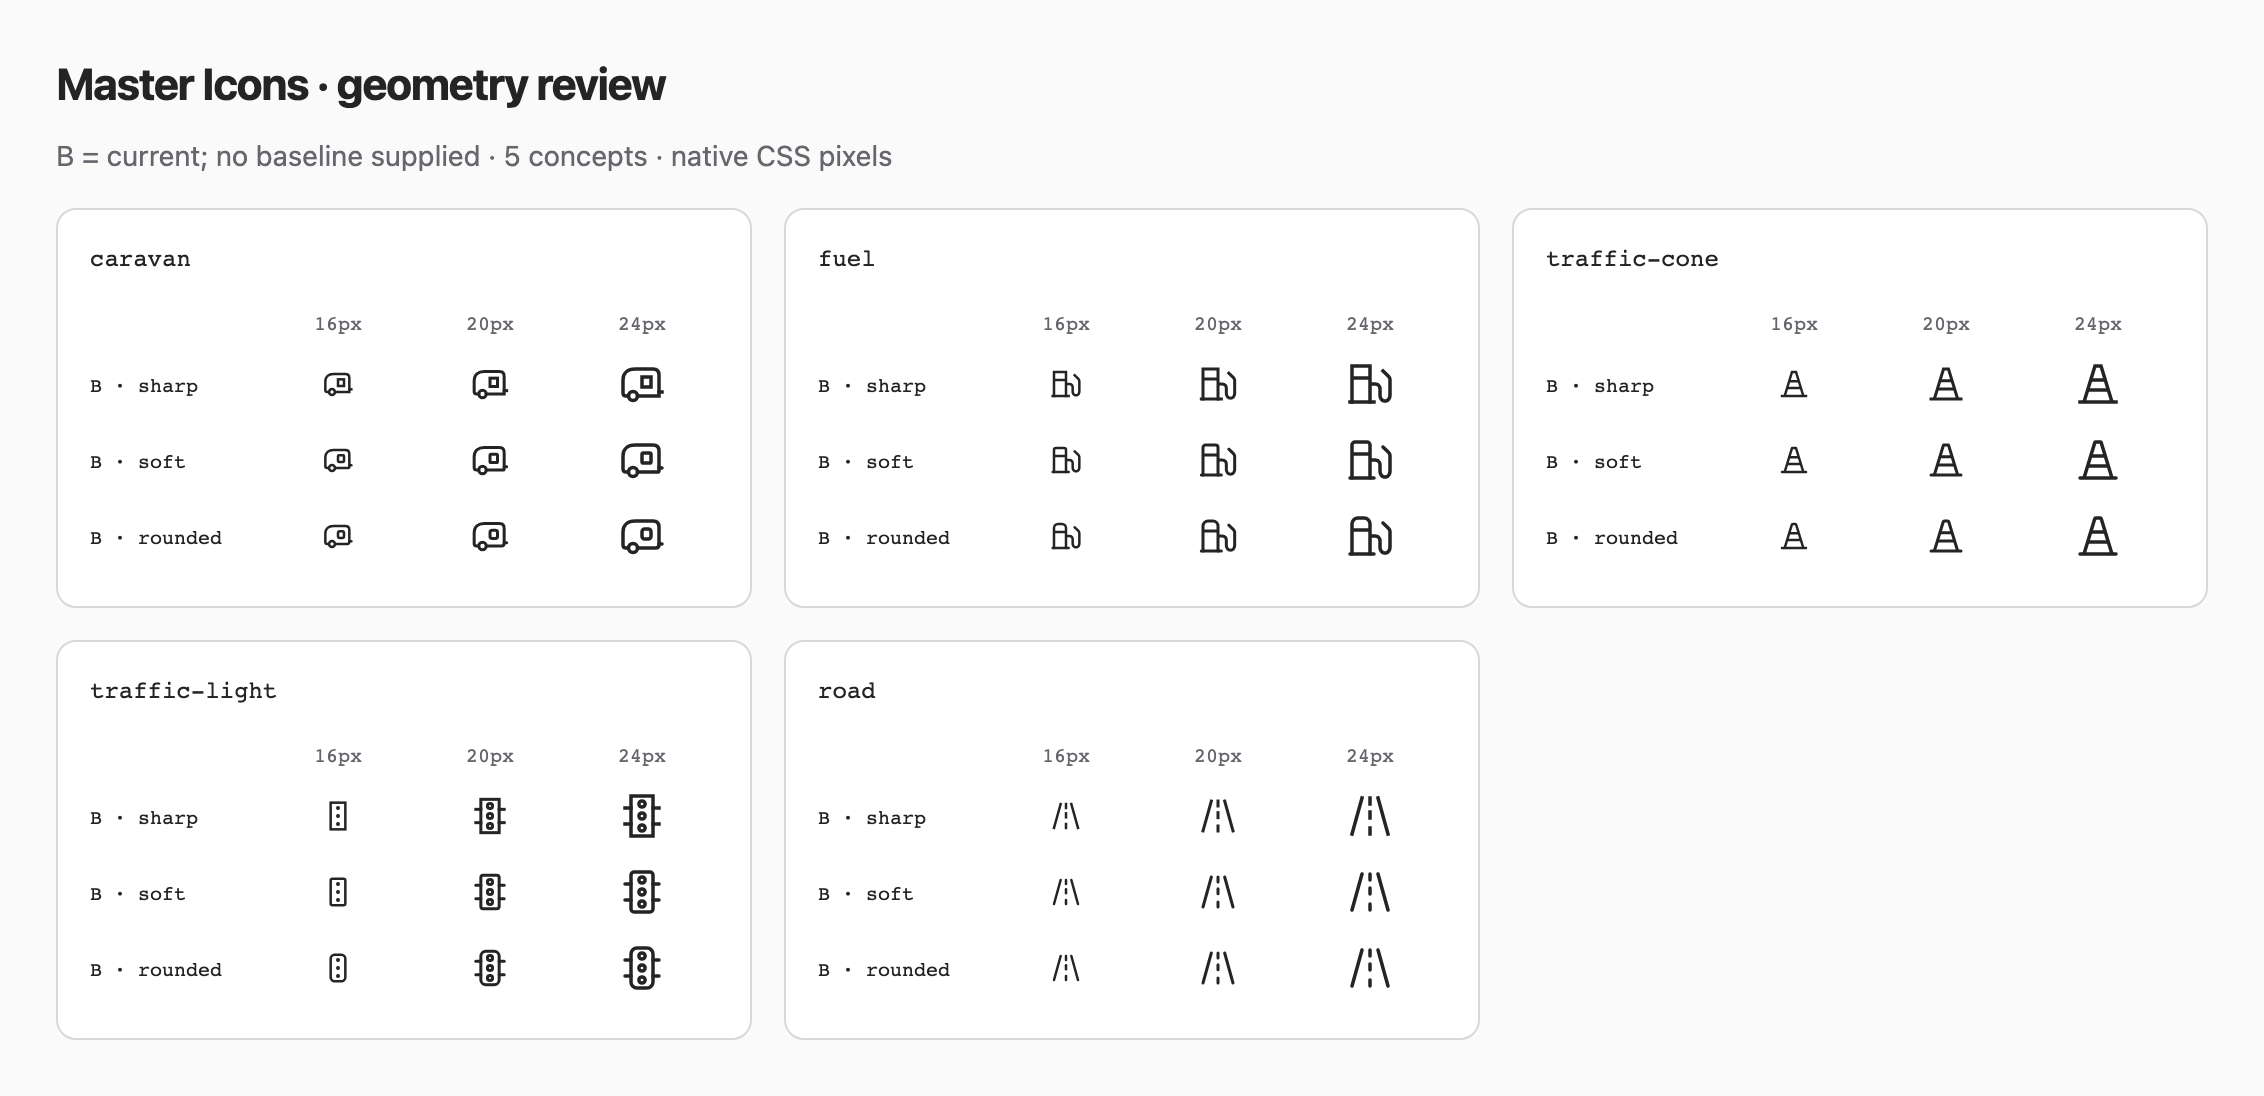 Master Icons · geometry review
B = current; no baseline supplied · 5 concepts · native CSS pixels
caravan
16px 20px 24px
B · sharp
B · soft
B · rounded
fuel
16px 20px 24px
B · sharp
B · soft
B · rounded
traffic-cone
16px 20px 24px
B · sharp
B · soft
B · rounded
traffic-light
16px 20px 24px
B · sharp
B · soft
B · rounded
road
16px 20px 24px
B · sharp
B · soft
B · rounded